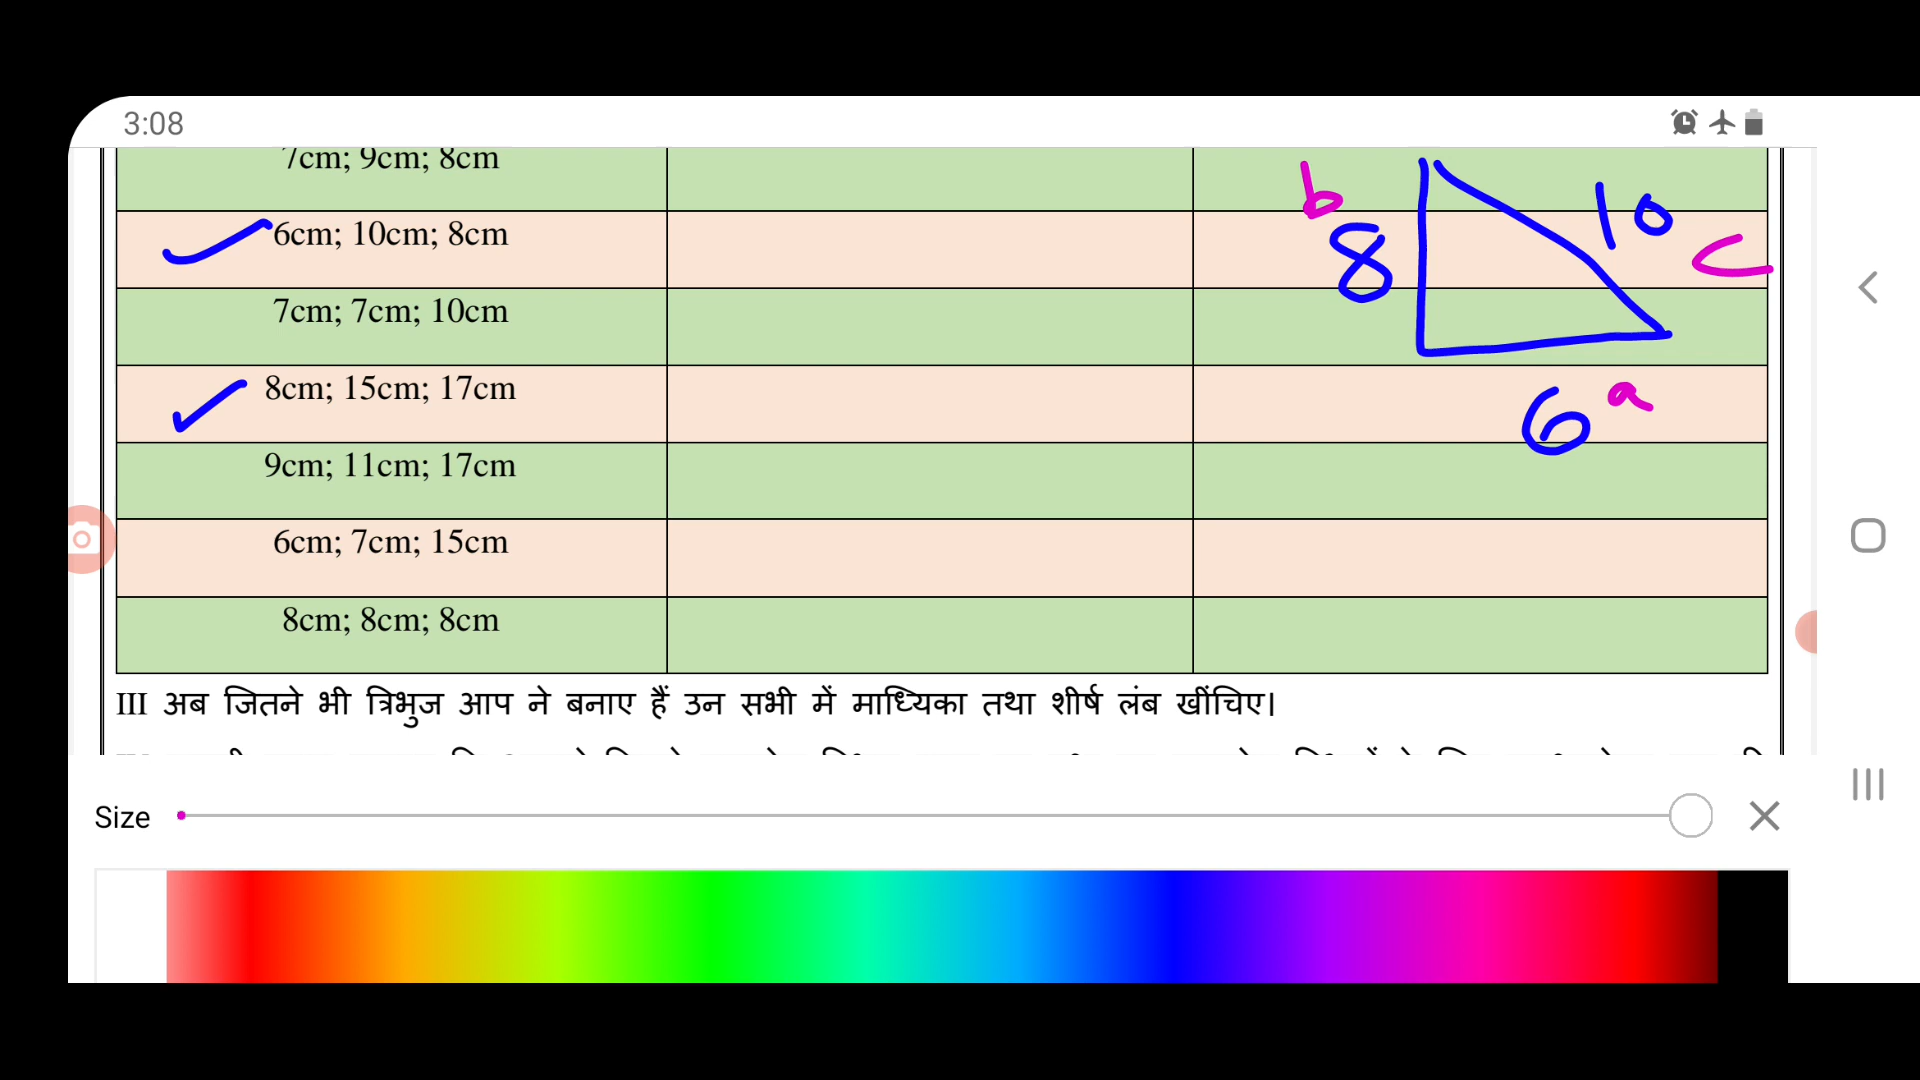 3:08
7cm; 9cm; 8cm
6cm; 10cm; 8cm
7cm; 7cm; 10cm
8cm; 15cm; 17cm
9cm; 11cm; 17cm
6cm; 7cm; 15cm
8cm; 8cm; 8cm
b
8
10
c
6
a
III अब जितने भी त्रिभुज आप ने बनाए हैं उन सभी में माध्यिका तथा शीर्ष लंब खींचिए।
Size